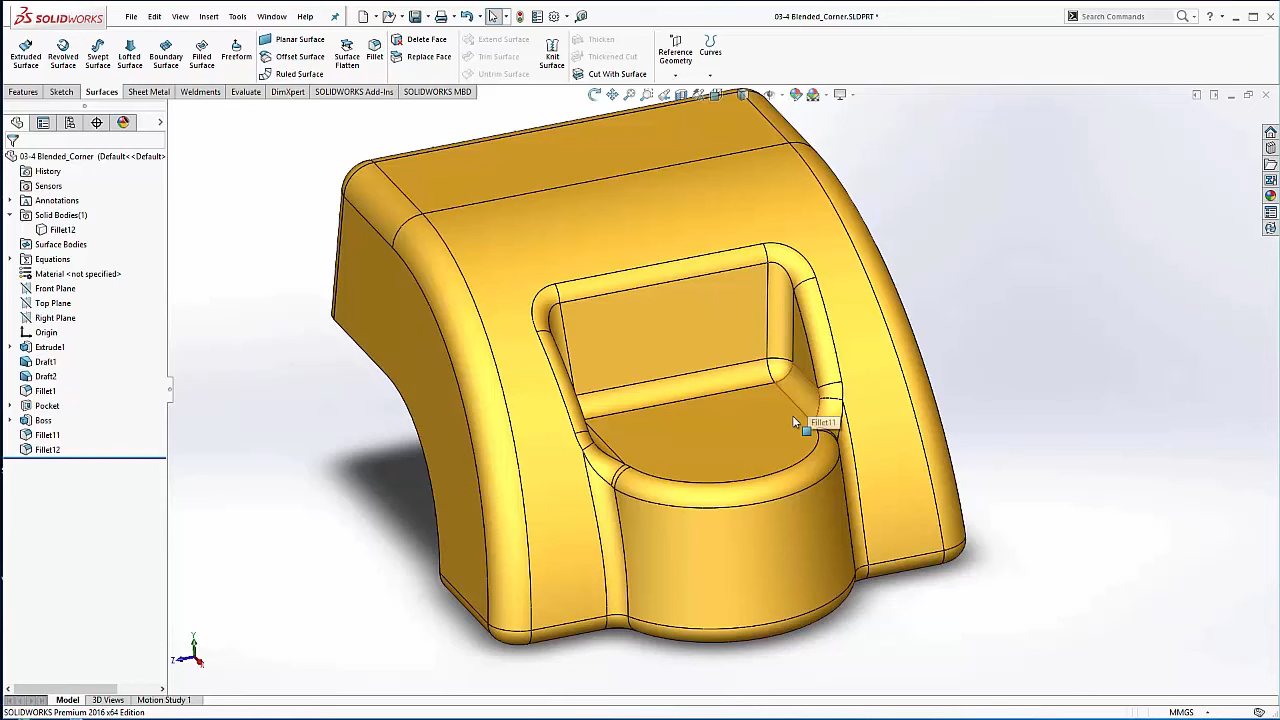 SOLIDWORKS
File Edit View Insert Tools Window Help
03-4 Blended_Corner.SLDPRT *
Search Commands
Extruded Surface
Revolved Surface
Swept Surface
Lofted Surface
Boundary Surface
Filled Surface
Freeform
Planar Surface
Offset Surface
Ruled Surface
Surface Flatten
Fillet
Delete Face
Replace Face
Extend Surface
Trim Surface
Untrim Surface
Knit Surface
Thicken
Thickened Cut
Cut With Surface
Reference Geometry
Curves
Features Sketch Surfaces Sheet Metal Weldments Evaluate DimXpert SOLIDWORKS Add-Ins SOLIDWORKS MBD
03-4 Blended_Corner (Default<<Default>
History
Sensors
Annotations
Solid Bodies(1)
Fillet12
Surface Bodies
Equations
Material <not specified>
Front Plane
Top Plane
Right Plane
Origin
Extrude1
Draft1
Draft2
Fillet1
Pocket
Boss
Fillet11
Fillet12
Fillet11
Y
Z
Model 3D Views Motion Study 1
SOLIDWORKS Premium 2016 x64 Edition
MMGS